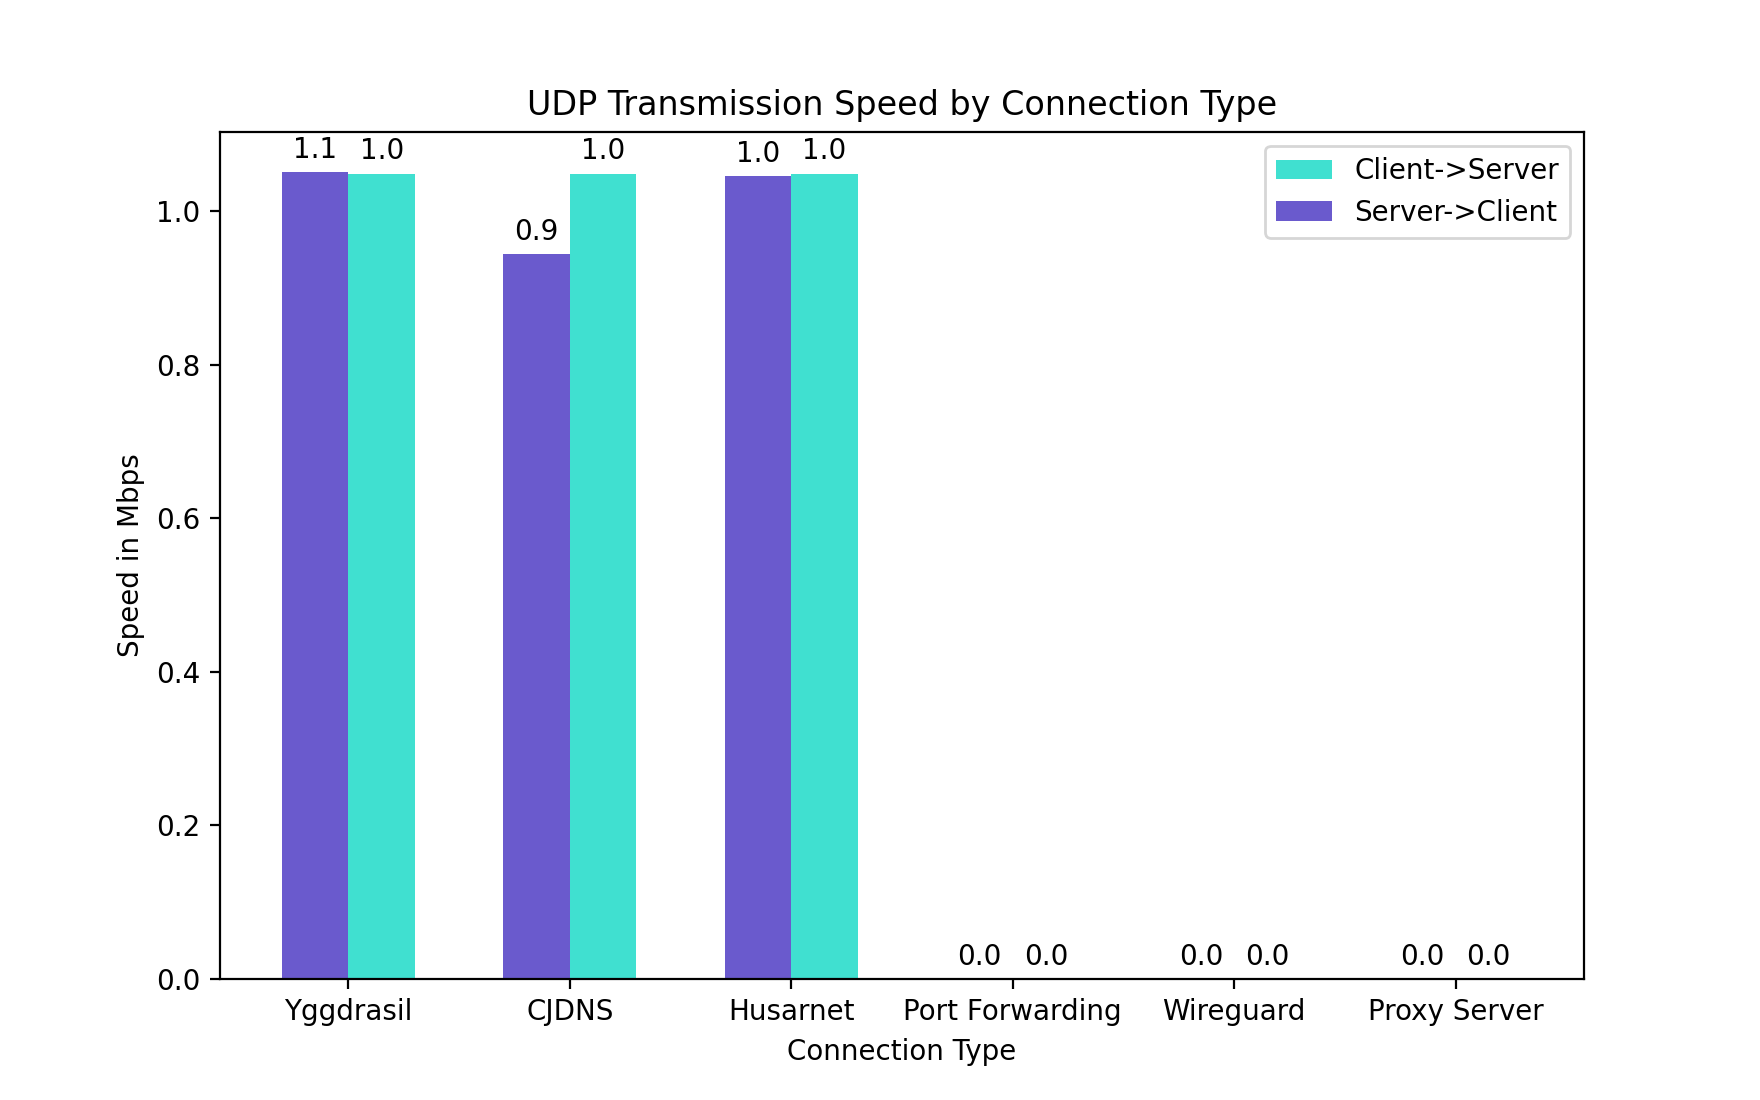 UDP Transmission Speed by Connection Type
1.1 1.0 0.9 1.0 1.0 1.0
Client->Server
Server->Client
1.0
0.8
0.6
0.4
0.2
0.0
Speed in Mbps
0.0 0.0 0.0 0.0 0.0 0.0
Yggdrasil CJDNS Husarnet Port Forwarding Wireguard Proxy Server
Connection Type